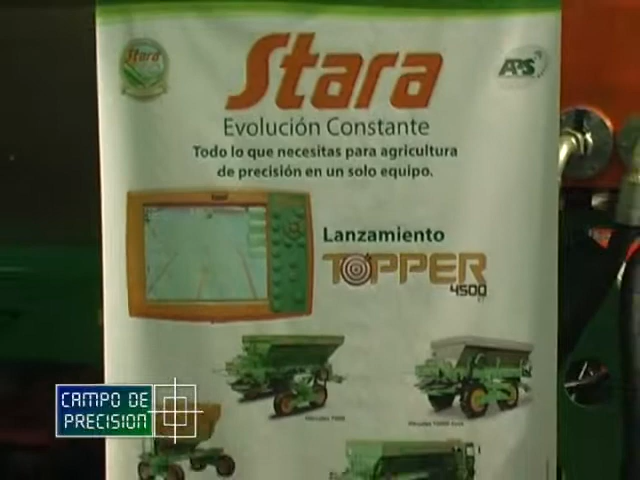 Stara
Stara
APS
Evolución Constante
Todo lo que necesitas para agricultura
de precisión en un solo equipo.
Lanzamiento
TOPPER
4500
CAMPO DE
PRECISION